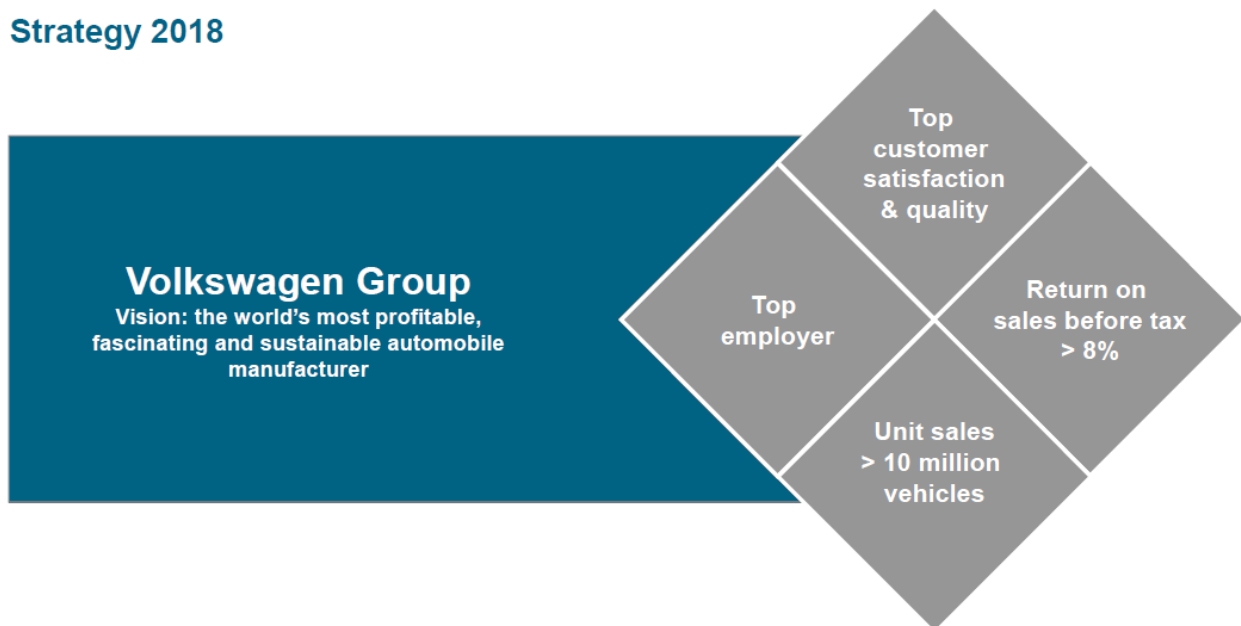 Strategy 2018
Volkswagen Group
Vision: the world’s most profitable,
fascinating and sustainable automobile
manufacturer
Top
customer
satisfaction
& quality
Top
employer
Return on
sales before tax
> 8%
Unit sales
> 10 million
vehicles